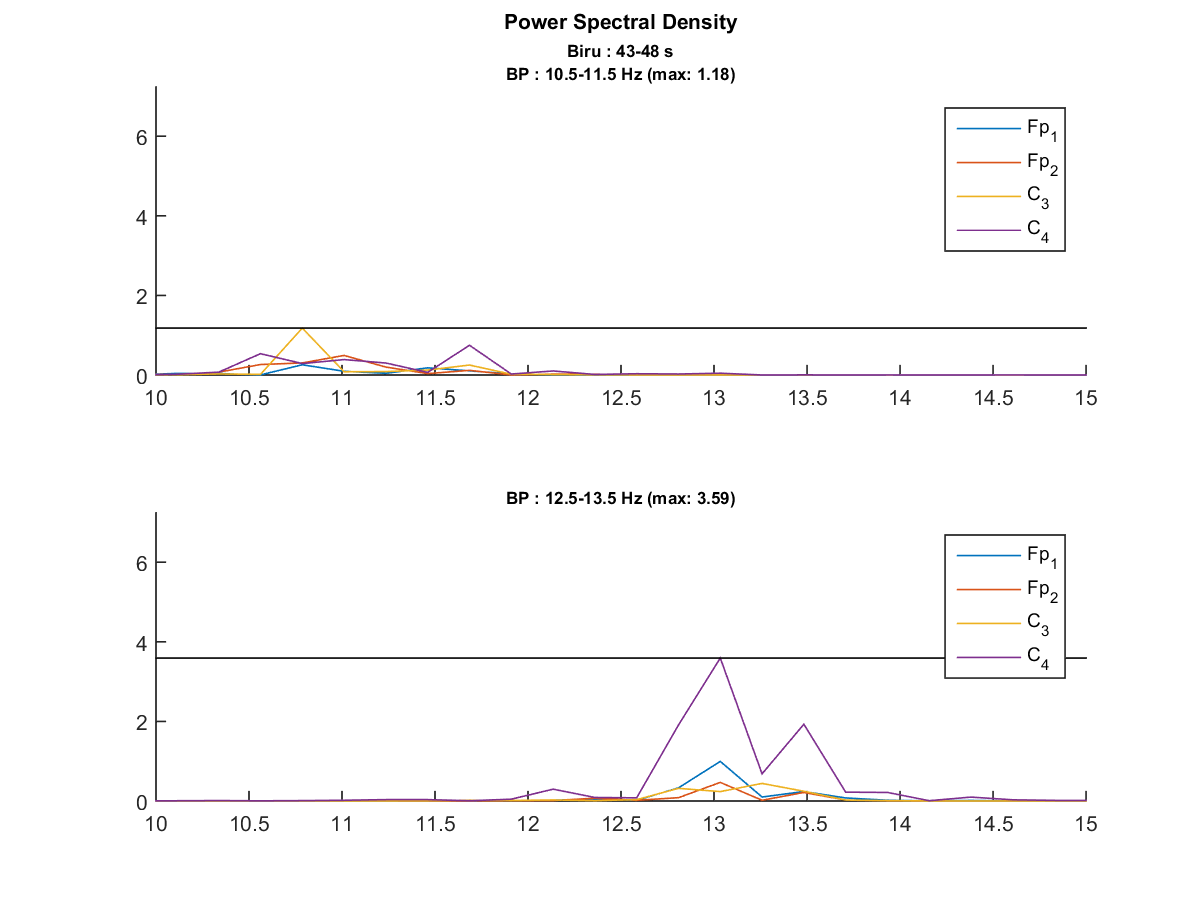 Power Spectral Density
Biru : 43-48 s
BP : 10.5-11.5 Hz (max: 1.18)
6
4
2
0
10 10.5 11 11.5 12 12.5 13 13.5 14 14.5 15
Fp1
Fp2
C3
C4
BP : 12.5-13.5 Hz (max: 3.59)
6
4
2
0
10 10.5 11 11.5 12 12.5 13 13.5 14 14.5 15
Fp1
Fp2
C3
C4